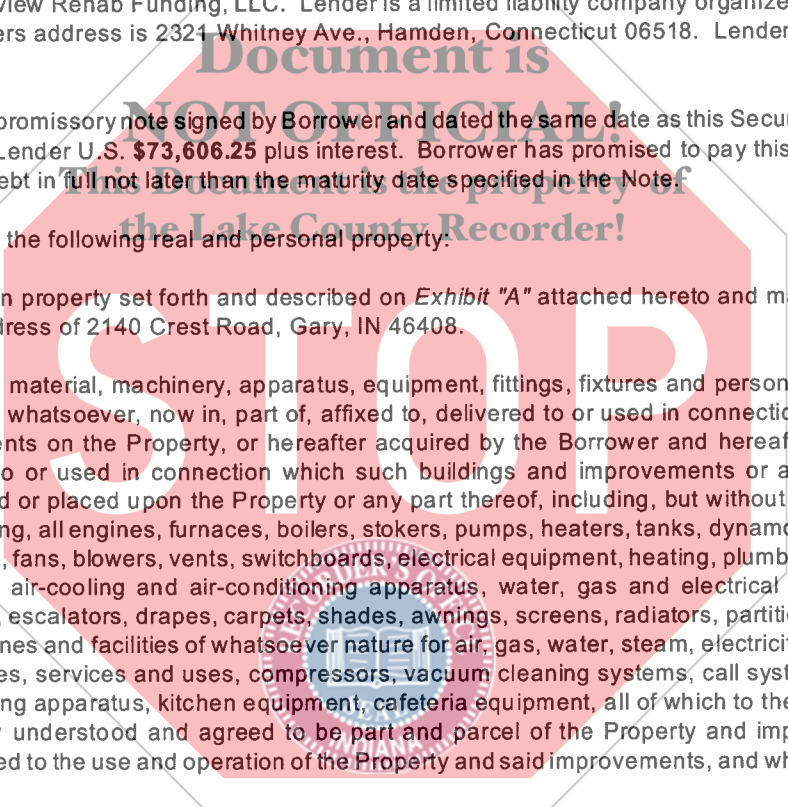 view Rehab Funding, LLC. Lender is a limited liability company organize
ers address is 2321 Whitney Ave., Hamden, Connecticut 06518. Lender
Document is
NOT OFFICIAL!
This Document is the property of
the Lake County Recorder!
promissory note signed by Borrower and dated the same date as this Secu
Lender U.S. $73,606.25 plus interest. Borrower has promised to pay this
ebt in full not later than the maturity date specified in the Note.
the following real and personal property:
n property set forth and described on Exhibit "A" attached hereto and m
dress of 2140 Crest Road, Gary, IN 46408.
STOP
material, machinery, apparatus, equipment, fittings, fixtures and person
whatsoever, now in, part of, affixed to, delivered to or used in connectio
ents on the Property, or hereafter acquired by the Borrower and hereaf
o or used in connection which such buildings and improvements or a
d or placed upon the Property or any part thereof, including, but without
ng, all engines, furnaces, boilers, stokers, pumps, heaters, tanks, dynamo
, fans, blowers, vents, switchboards, electrical equipment, heating, plumb
air-cooling and air-conditioning apparatus, water, gas and electrical
, escalators, drapes, carpets, shades, awnings, screens, radiators, partitio
nes and facilities of whatsoever nature for air, gas, water, steam, electricit
es, services and uses, compressors, vacuum cleaning systems, call syst
ng apparatus, kitchen equipment, cafeteria equipment, all of which to the
y understood and agreed to be part and parcel of the Property and imp
ed to the use and operation of the Property and said improvements, and wh
RECORDER'S OFFICE
INDIANA